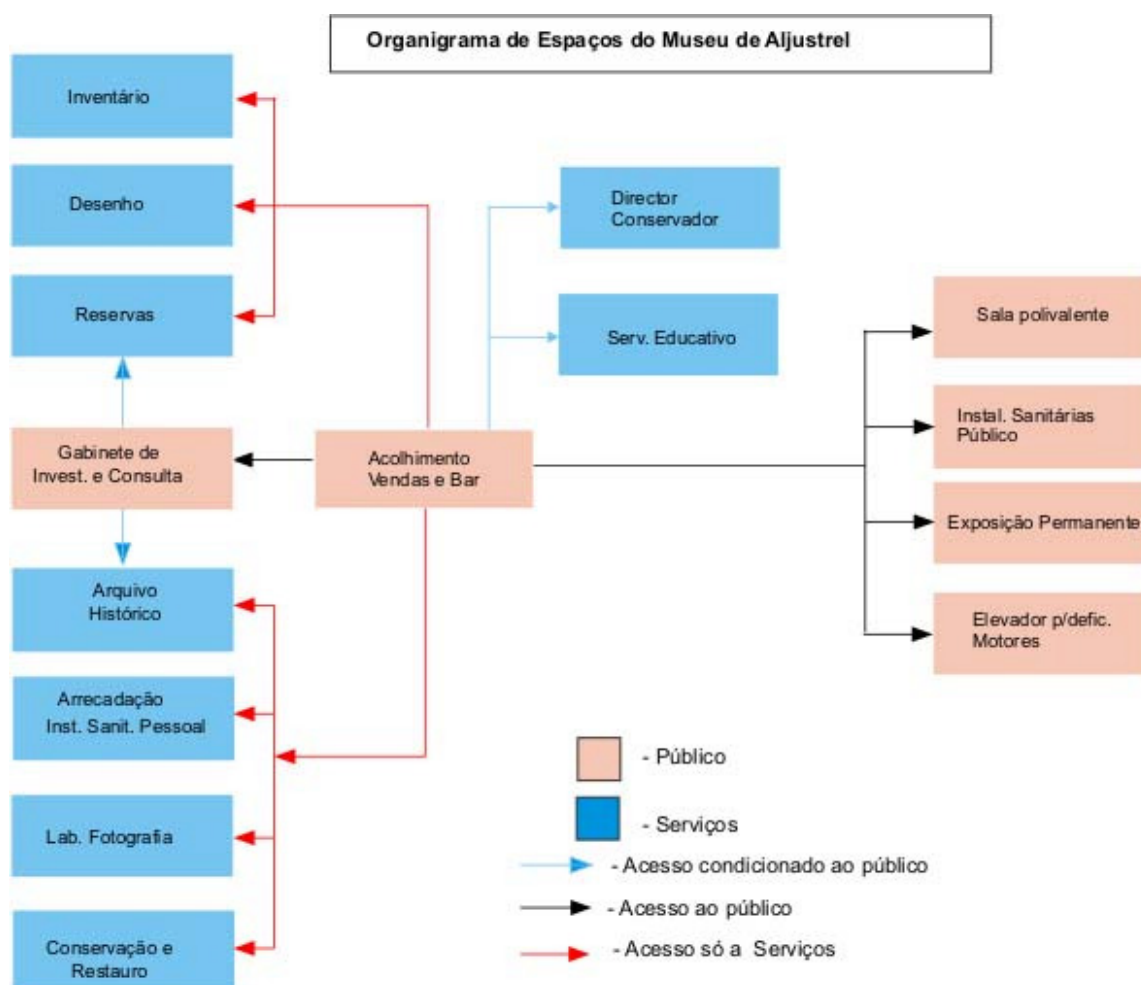 Organigrama de Espaços do Museu de Aljustrel
Inventário
Desenho
Reservas
Gabinete de
Invest. e Consulta
Arquivo
Histórico
Arrecadação
Inst. Sanit. Pessoal
Lab. Fotografia
Conservação e
Restauro
Acolhimento
Vendas e Bar
Director
Conservador
Serv. Educativo
Sala polivalente
Instal. Sanitárias
Público
Exposição Permanente
Elevador p/defic.
Motores
- Público
- Serviços
- Acesso condicionado ao público
- Acesso ao público
- Acesso só a Serviços